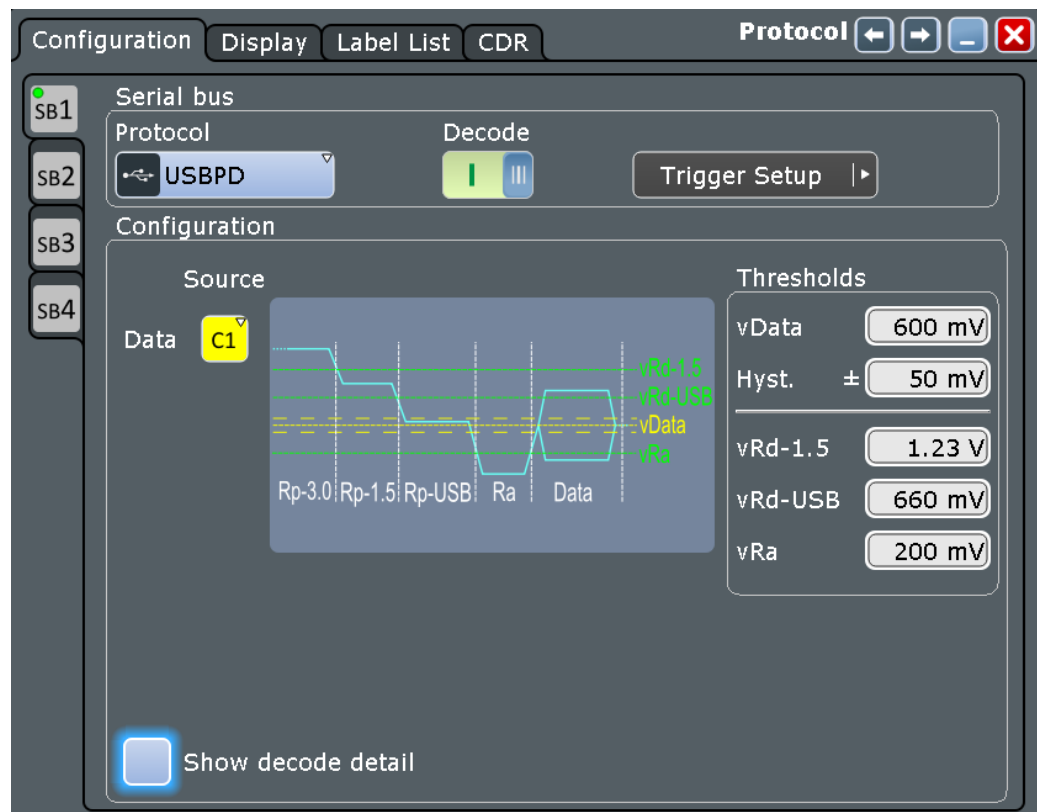 Configuration Display Label List CDR Protocol
SB1
SB2
SB3
SB4
Serial bus
Protocol Decode
USBPD Trigger Setup
Configuration
Source
Data C1
vRd-1.5
vRd-USB
vData
vRa
Rp-3.0 Rp-1.5 Rp-USB Ra Data
Thresholds
vData 600 mV
Hyst. ± 50 mV
vRd-1.5 1.23 V
vRd-USB 660 mV
vRa 200 mV
Show decode detail